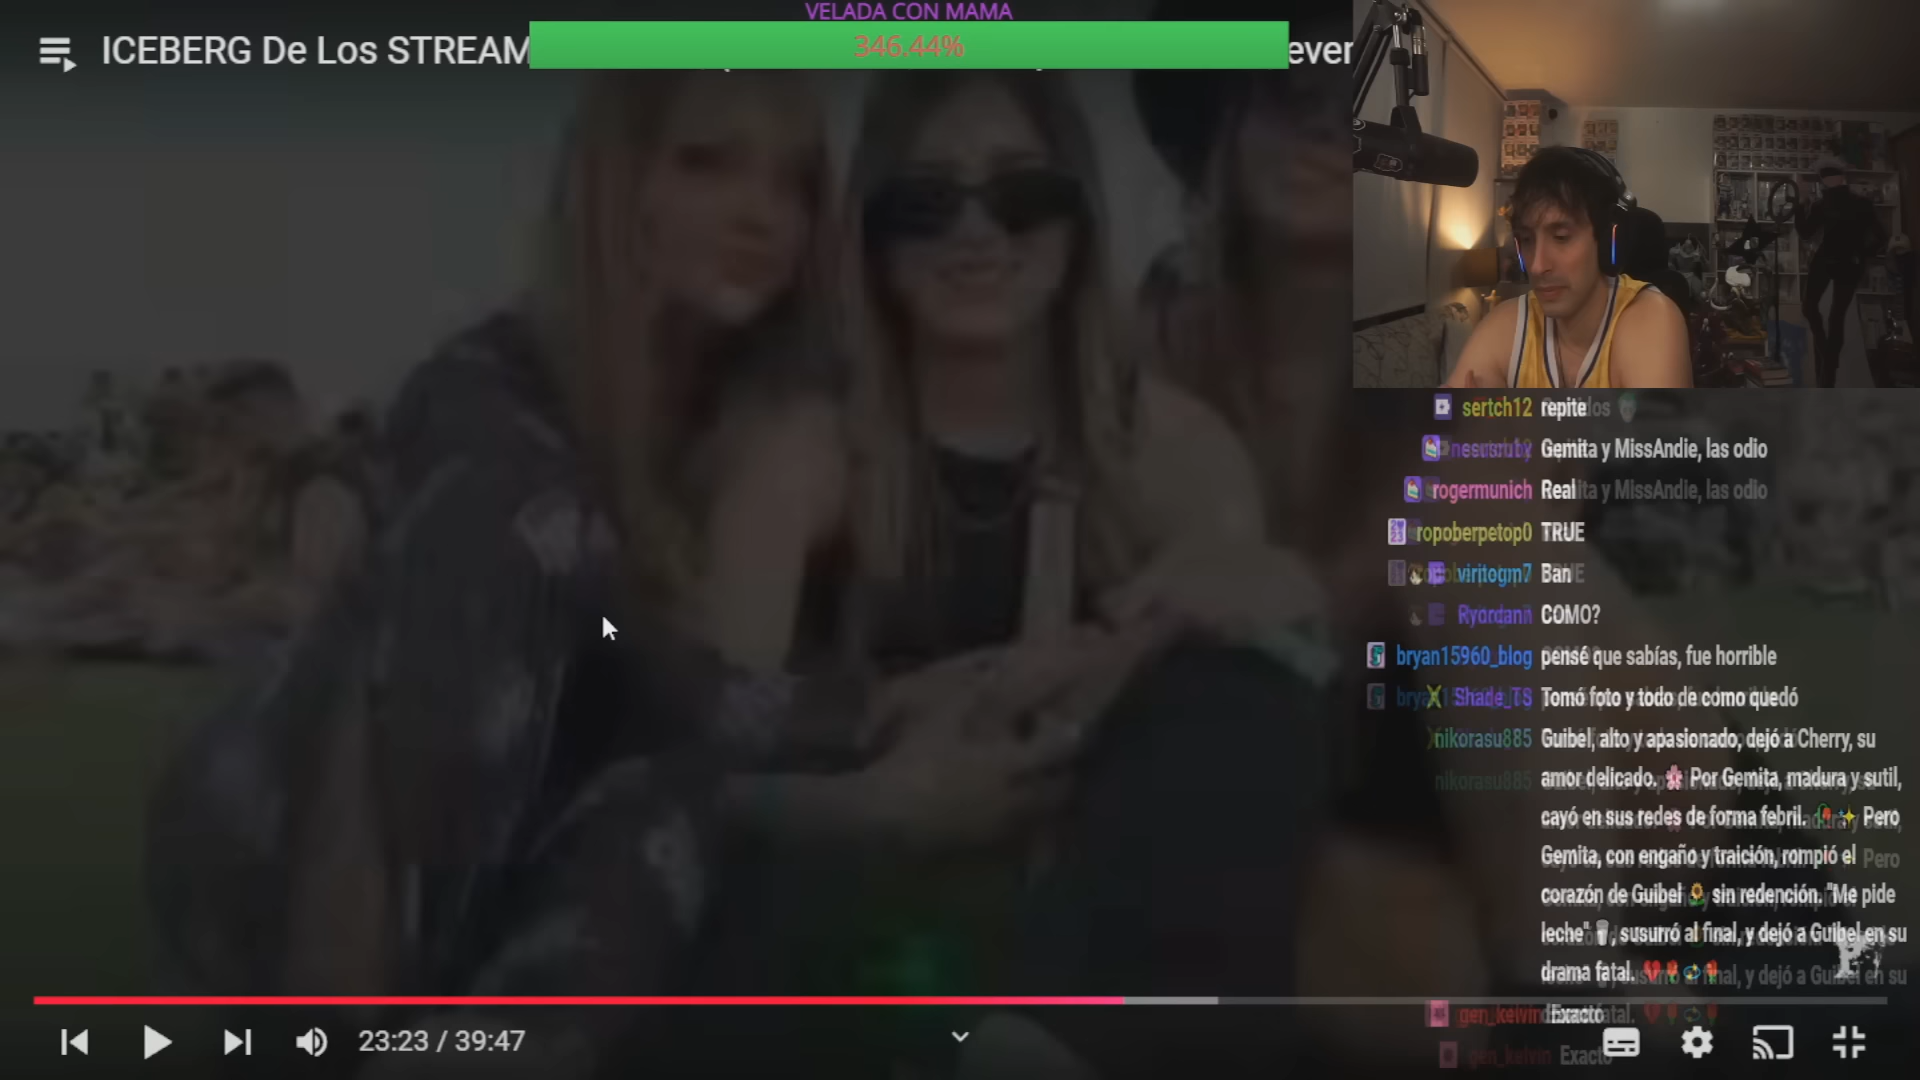 VELADA CON MAMA
346.44%
ICEBERG De Los STREAM
ever
sertch12 repite
Gemita y MissAndie, las odio
rogermunich Real
ropoberpetop0 TRUE
viritogm7 Ban
COMO?
bryan15960_blog pensé que sabías, fue horrible
Shade_TS Tomó foto y todo de como quedó
nikorasu885 Guibel, alto y apasionado, dejó a Cherry, su
amor delicado. 🌸 Por Gemita, madura y sutil,
cayó en sus redes de forma febril. 🥀✨ Pero
Gemita, con engaño y traición, rompió el
corazón de Guibel 🌻 sin redención. "Me pide
leche" 🥛, susurró al final, y dejó a Guibel en su
drama fatal.
gen_kelvin Exacto
23:23 / 39:47